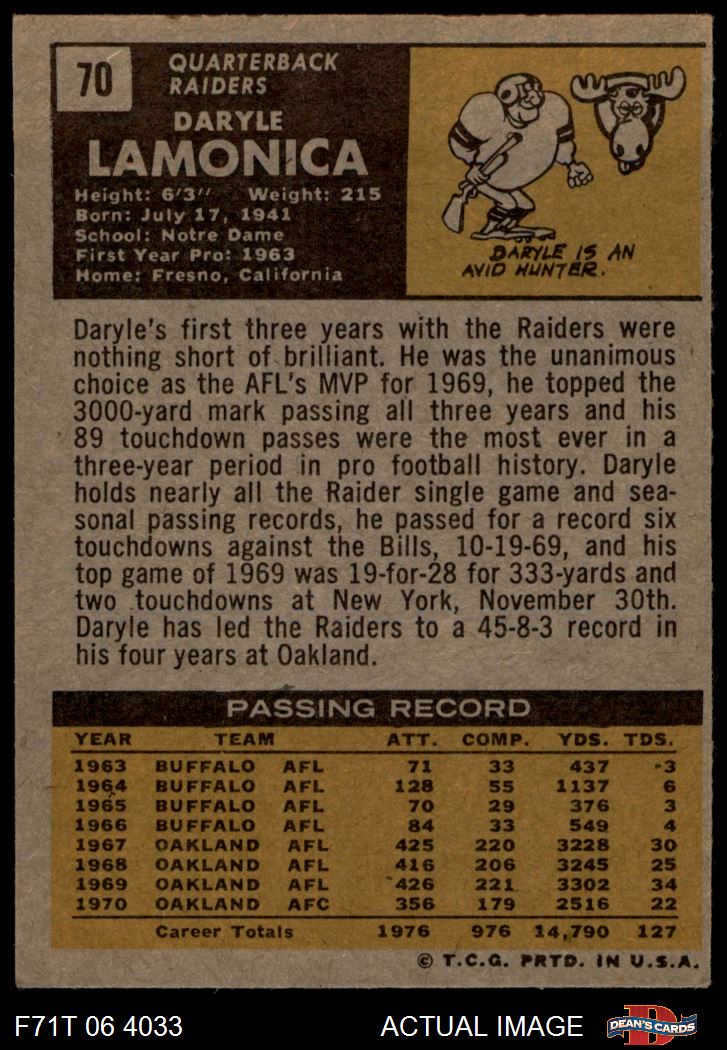 70
QUARTERBACK
RAIDERS
DARYLE
LAMONICA
Height: 6'3" Weight: 215
Born: July 17, 1941
School: Notre Dame
First Year Pro: 1963
Home: Fresno, California
DARYLE IS AN
AVID HUNTER.
Daryle's first three years with the Raiders were
nothing short of brilliant. He was the unanimous
choice as the AFL's MVP for 1969, he topped the
3000-yard mark passing all three years and his
89 touchdown passes were the most ever in a
three-year period in pro football history. Daryle
holds nearly all the Raider single game and sea-
sonal passing records, he passed for a record six
touchdowns against the Bills, 10-19-69, and his
top game of 1969 was 19-for-28 for 333-yards and
two touchdowns at New York, November 30th.
Daryle has led the Raiders to a 45-8-3 record in
his four years at Oakland.
PASSING RECORD
YEAR TEAM ATT. COMP. YDS. TDS.
1963 BUFFALO AFL 71 33 437 3
1964 BUFFALO AFL 128 55 1137 6
1965 BUFFALO AFL 70 29 376 3
1966 BUFFALO AFL 84 33 549 4
1967 OAKLAND AFL 425 220 3228 30
1968 OAKLAND AFL 416 206 3245 25
1969 OAKLAND AFL 426 221 3302 34
1970 OAKLAND AFC 356 179 2516 22
Career Totals 1976 976 14,790 127
© T.C.G. PRTD. IN U.S.A.
F71T 06 4033 ACTUAL IMAGE D DEAN'S CARDS